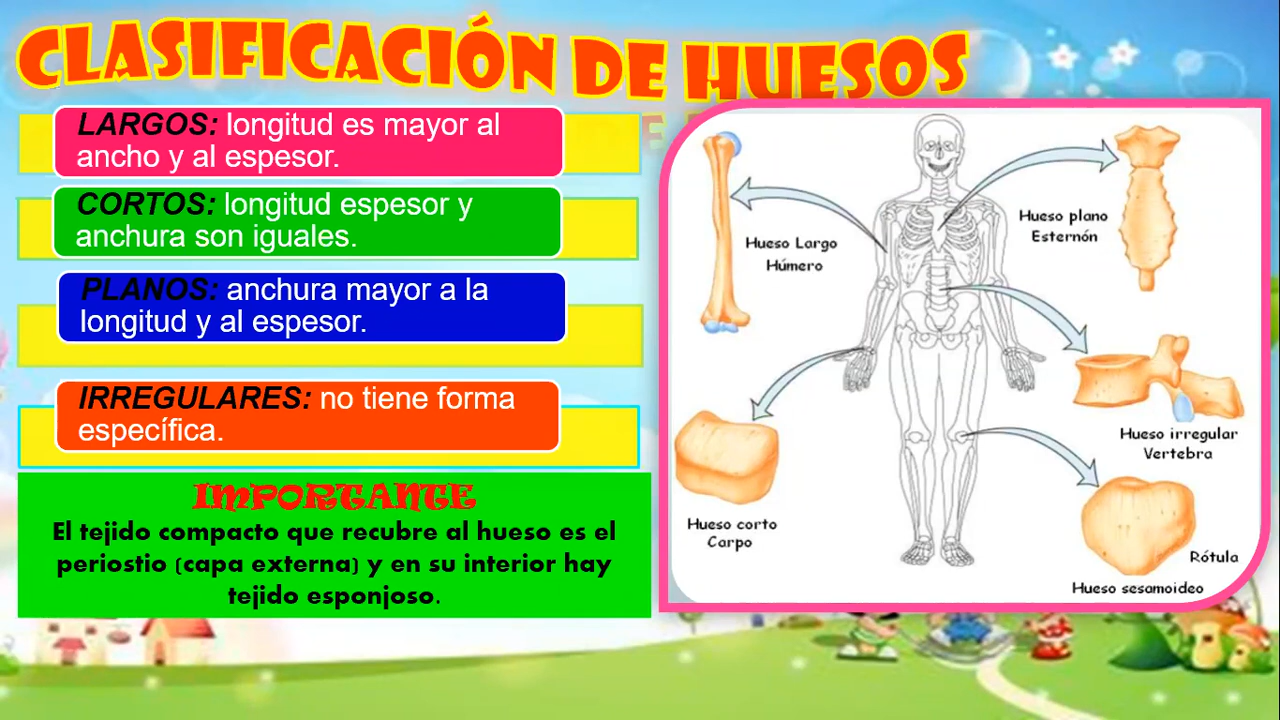 CLASIFICACIÓN DE HUESOS
LARGOS: longitud es mayor al
ancho y al espesor.
CORTOS: longitud espesor y
anchura son iguales.
PLANOS: anchura mayor a la
longitud y al espesor.
IRREGULARES: no tiene forma
específica.
IMPORTANTE
El tejido compacto que recubre al hueso es el
periostio (capa externa) y en su interior hay
tejido esponjoso.
Hueso Largo
Húmero
Hueso plano
Esternón
Hueso irregular
Vertebra
Hueso corto
Carpo
Rótula
Hueso sesamoideo